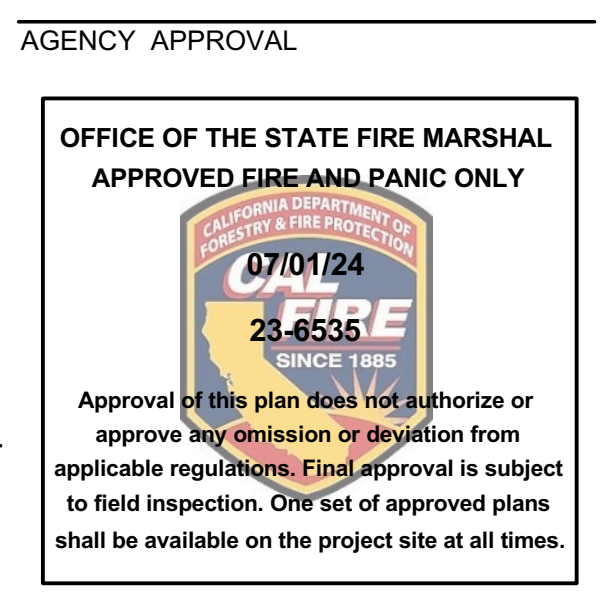 AGENCY APPROVAL
OFFICE OF THE STATE FIRE MARSHAL
APPROVED FIRE AND PANIC ONLY
CALIFORNIA DEPARTMENT OF
FORESTRY & FIRE PROTECTION
07/01/24
CAL
FIRE
23-6535
SINCE 1885
Approval of this plan does not authorize or
approve any omission or deviation from
applicable regulations. Final approval is subject
to field inspection. One set of approved plans
shall be available on the project site at all times.